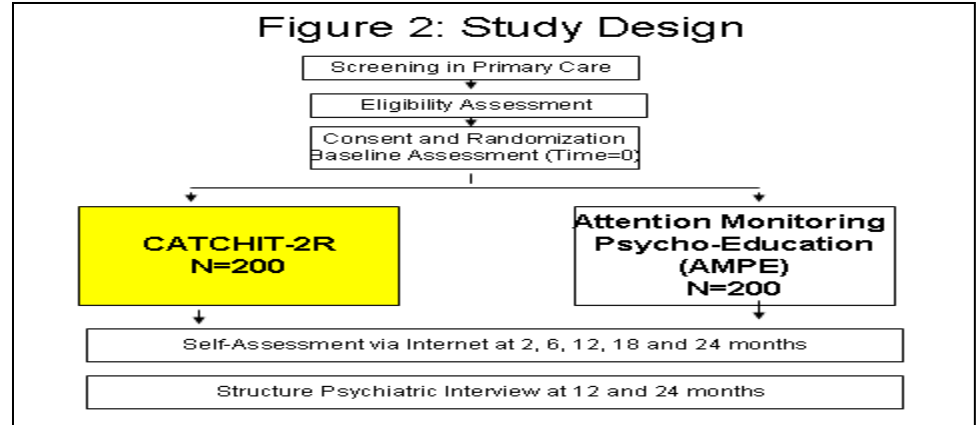 Figure 2: Study Design
Screening in Primary Care
Eligibility Assessment
Consent and Randomization
Baseline Assessment (Time=0)
CATCHIT-2R
N=200
Attention Monitoring
Psycho-Education
(AMPE)
N=200
Self-Assessment via Internet at 2, 6, 12, 18 and 24 months
Structure Psychiatric Interview at 12 and 24 months